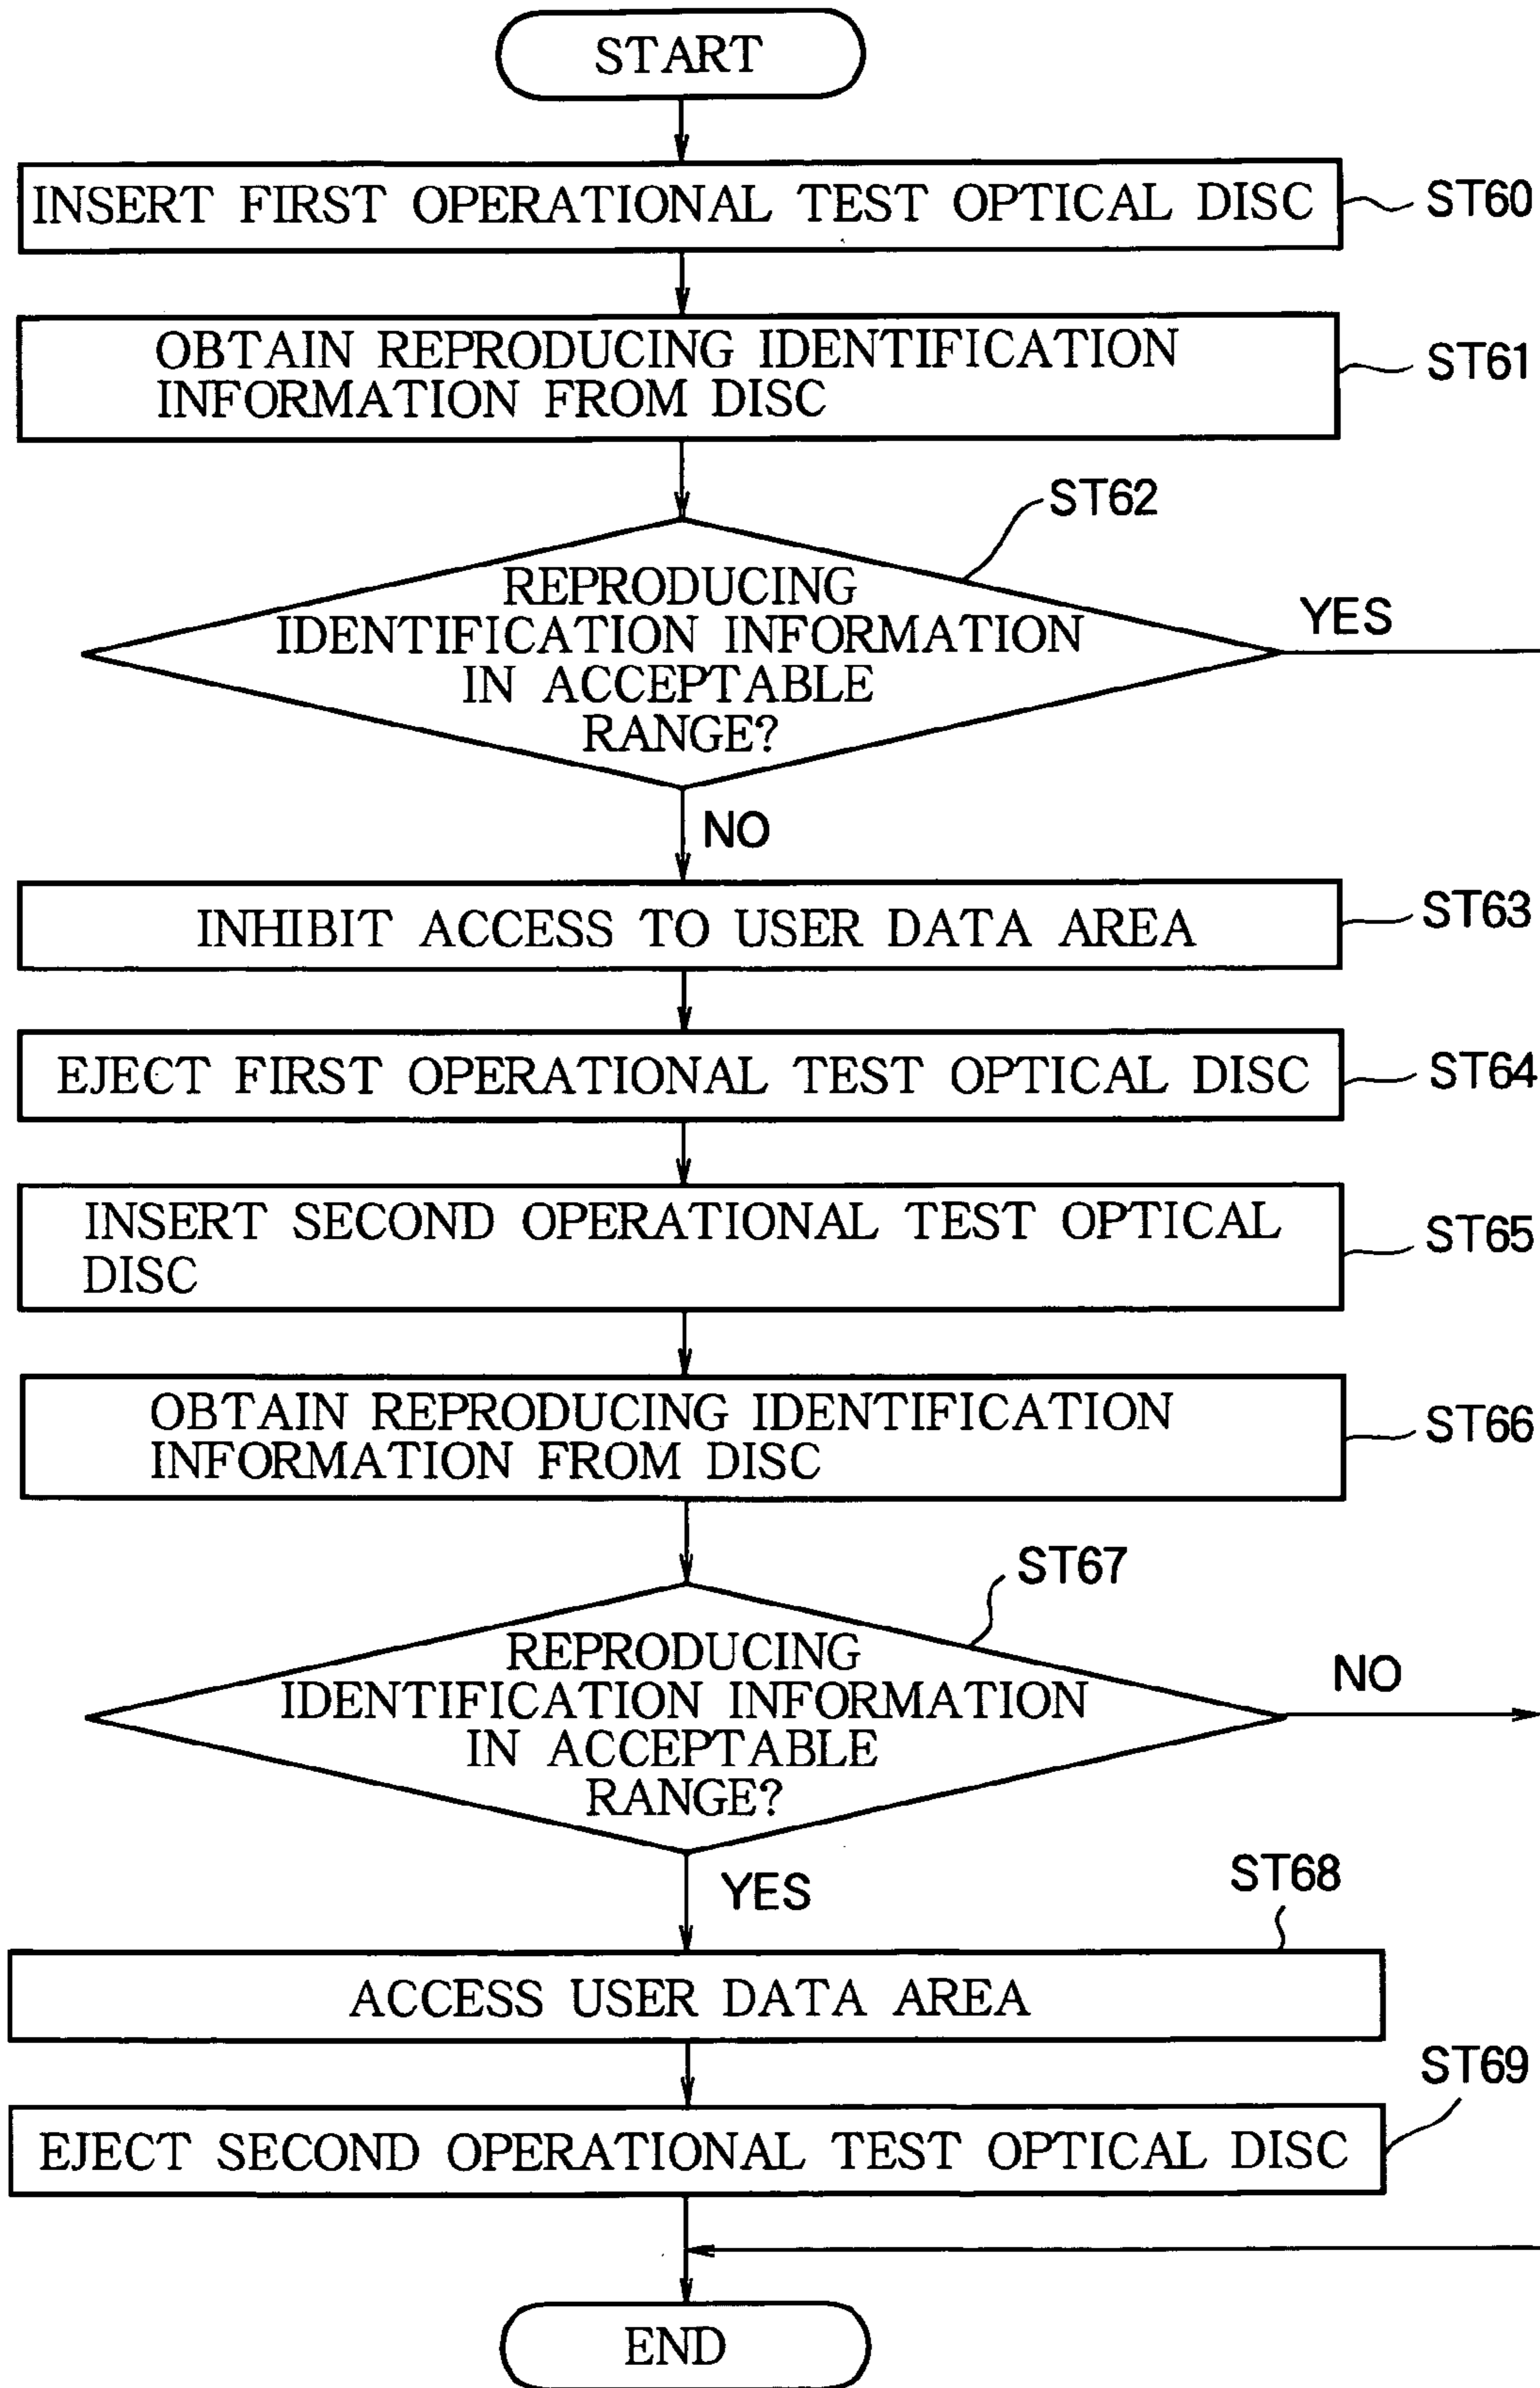 START
INSERT FIRST OPERATIONAL TEST OPTICAL DISC
ST60
OBTAIN REPRODUCING IDENTIFICATION
INFORMATION FROM DISC
ST61
ST62
REPRODUCING
IDENTIFICATION INFORMATION
IN ACCEPTABLE
RANGE?
YES
NO
INHIBIT ACCESS TO USER DATA AREA
ST63
EJECT FIRST OPERATIONAL TEST OPTICAL DISC
ST64
INSERT SECOND OPERATIONAL TEST OPTICAL
DISC
ST65
OBTAIN REPRODUCING IDENTIFICATION
INFORMATION FROM DISC
ST66
ST67
REPRODUCING
IDENTIFICATION INFORMATION
IN ACCEPTABLE
RANGE?
NO
YES
ST68
ACCESS USER DATA AREA
ST69
EJECT SECOND OPERATIONAL TEST OPTICAL DISC
END